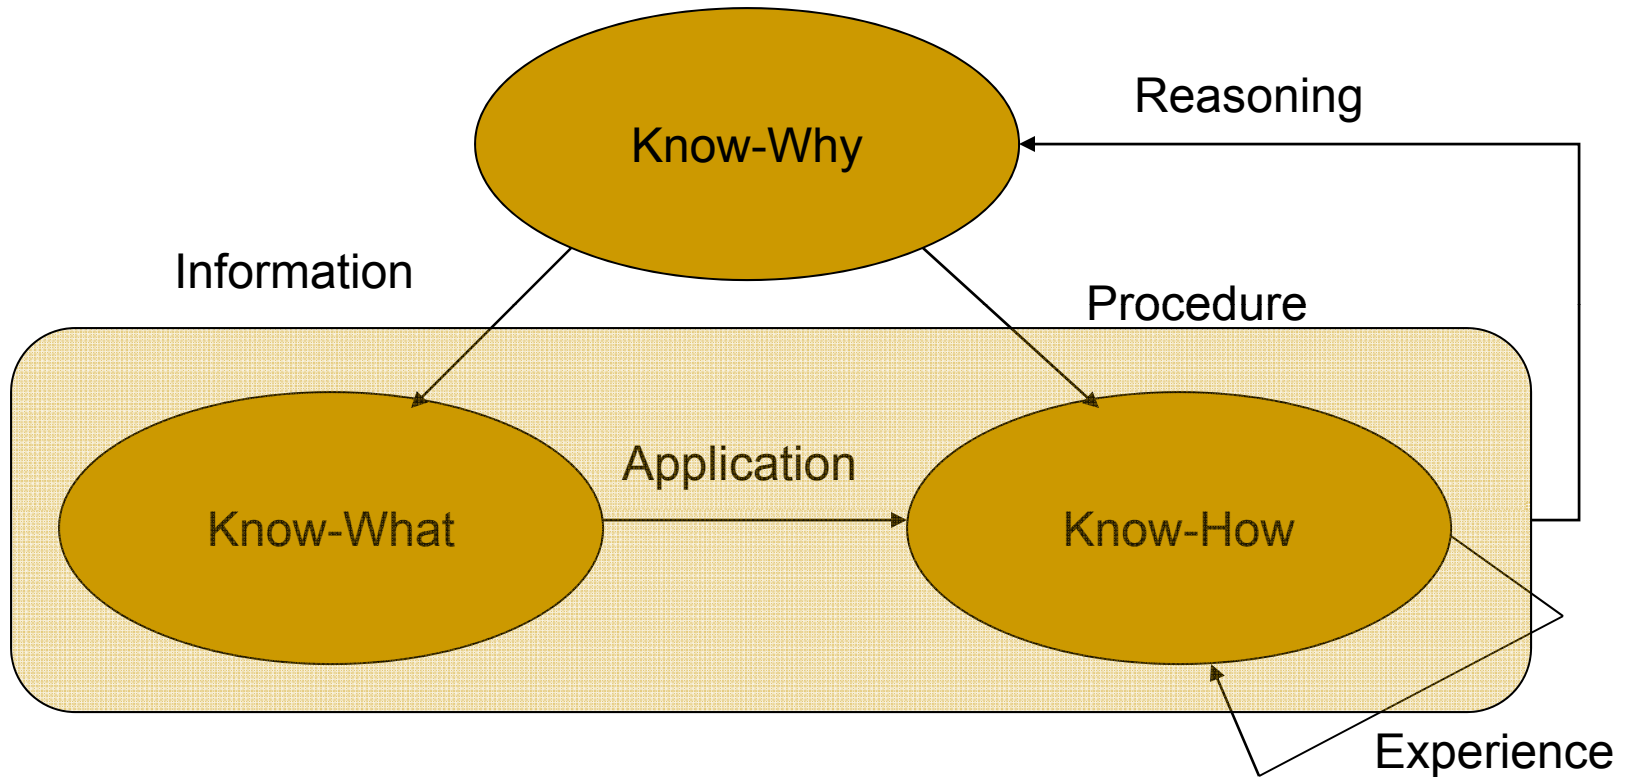 Reasoning
Know-Why
Information
Procedure
Application
Know-What
Know-How
Experience